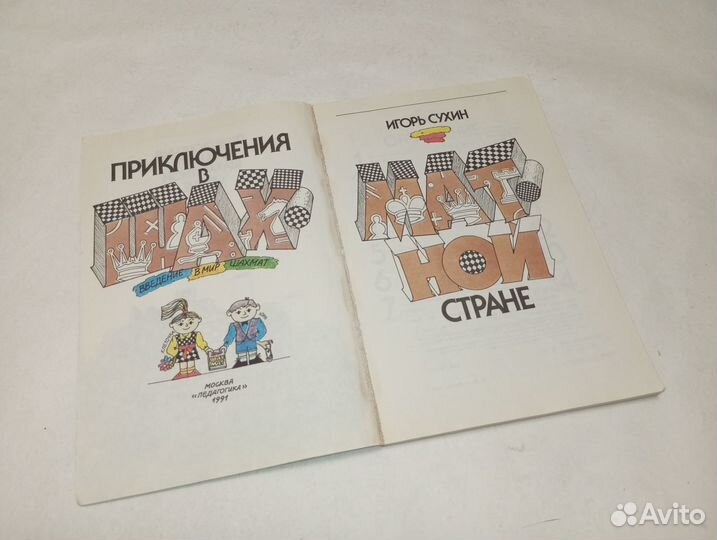 ПРИКЛЮЧЕНИЯ
В
ШАХ-
ВВЕДЕНИЕ В МИР ШАХМАТ
МОСКВА
«ПЕДАГОГИКА»
1991
ИГОРЬ СУХИН
МАТ-
НОЙ
СТРАНЕ
Avito